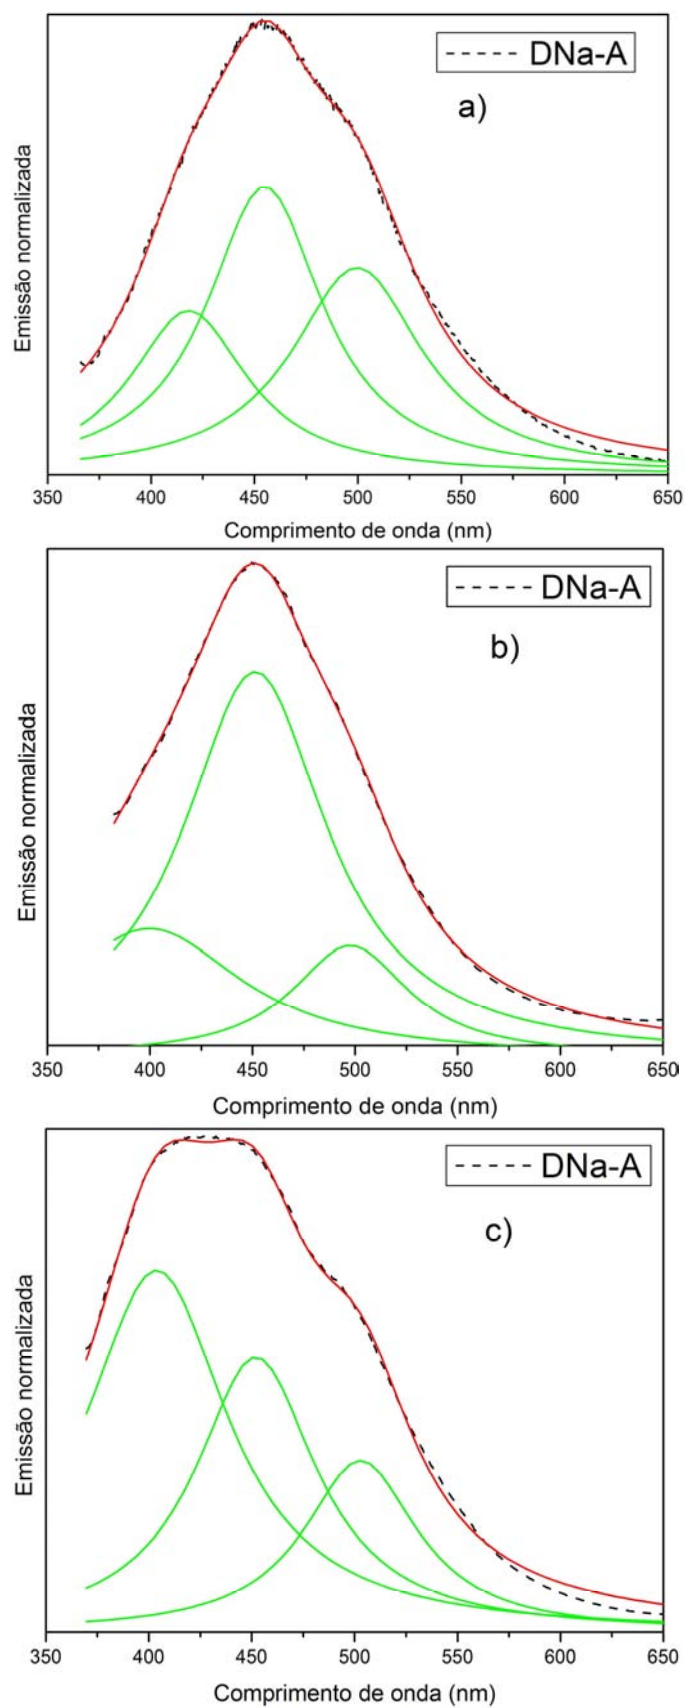 DNa-A
a)
Emissão normalizada
350 400 450 500 550 600 650
Comprimento de onda (nm)
DNa-A
b)
Emissão normalizada
350 400 450 500 550 600 650
Comprimento de onda (nm)
DNa-A
c)
Emissão normalizada
350 400 450 500 550 600 650
Comprimento de onda (nm)